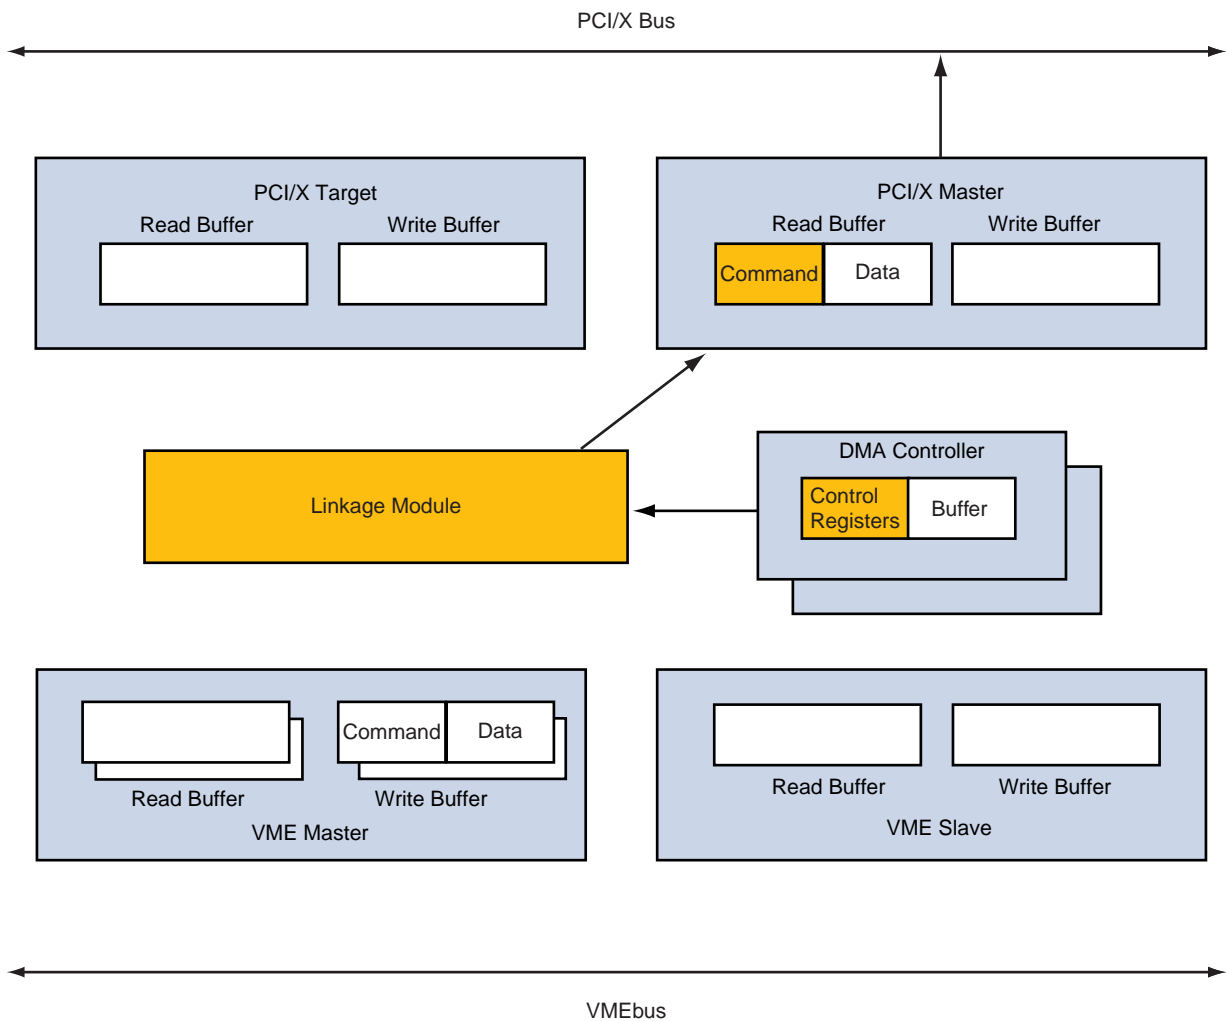 PCI/X Bus
PCI/X Target
Read Buffer
Write Buffer
PCI/X Master
Read Buffer
Write Buffer
Command
Data
Linkage Module
DMA Controller
Control
Registers
Buffer
Command
Data
Read Buffer
Write Buffer
VME Master
Read Buffer
Write Buffer
VME Slave
VMEbus